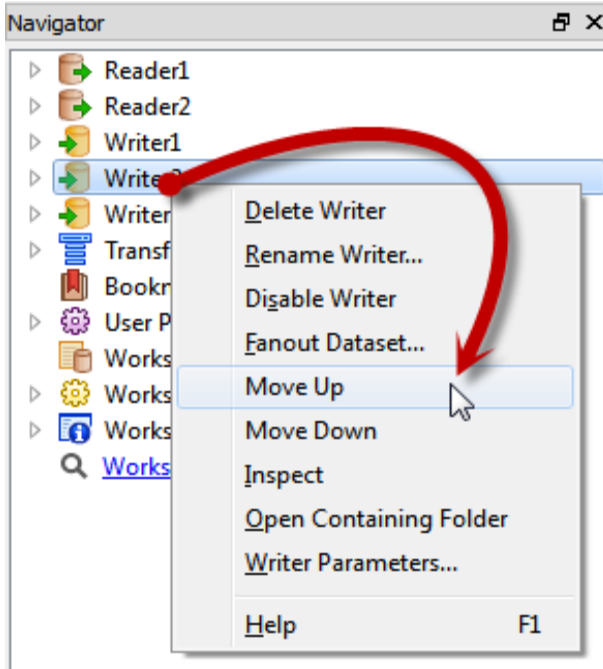 Navigator
Reader1
Reader2
Writer1
Writer
Delete Writer
Rename Writer...
Disable Writer
Fanout Dataset...
Move Up
Move Down
Inspect
Open Containing Folder
Writer Parameters...
Help F1